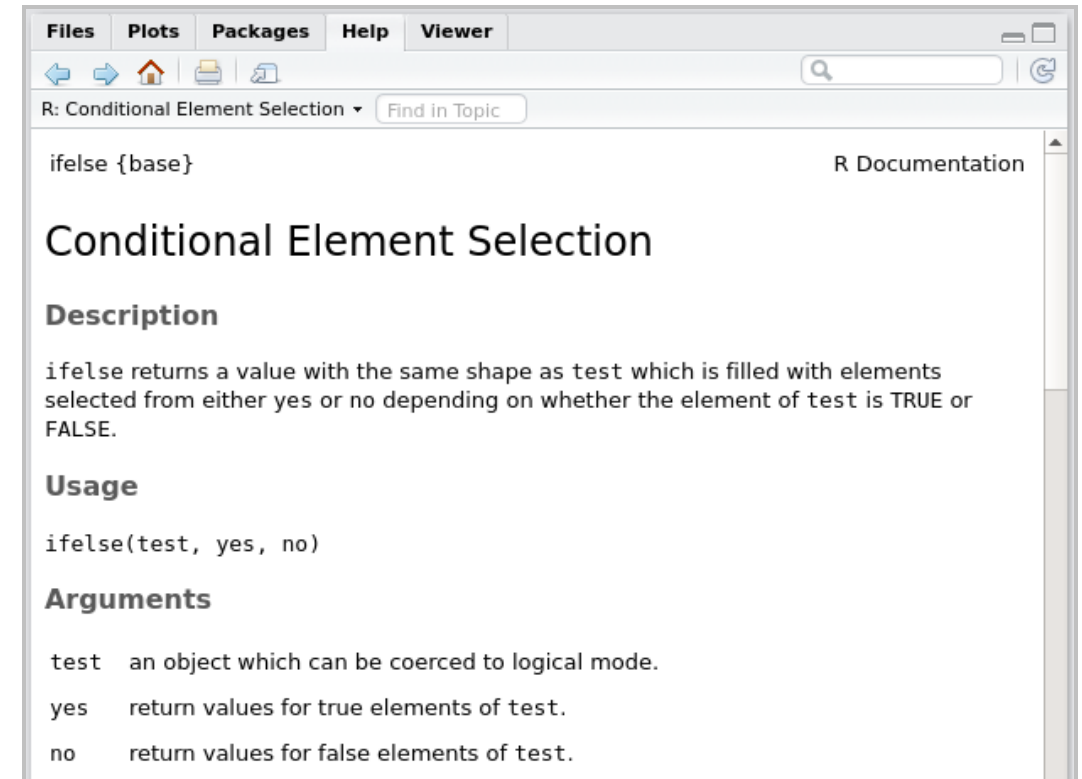 Files Plots Packages Help Viewer
R: Conditional Element Selection Find in Topic
ifelse {base} R Documentation
Conditional Element Selection
Description
ifelse returns a value with the same shape as test which is filled with elements
selected from either yes or no depending on whether the element of test is TRUE or
FALSE.
Usage
ifelse(test, yes, no)
Arguments
test an object which can be coerced to logical mode.
yes return values for true elements of test.
no return values for false elements of test.